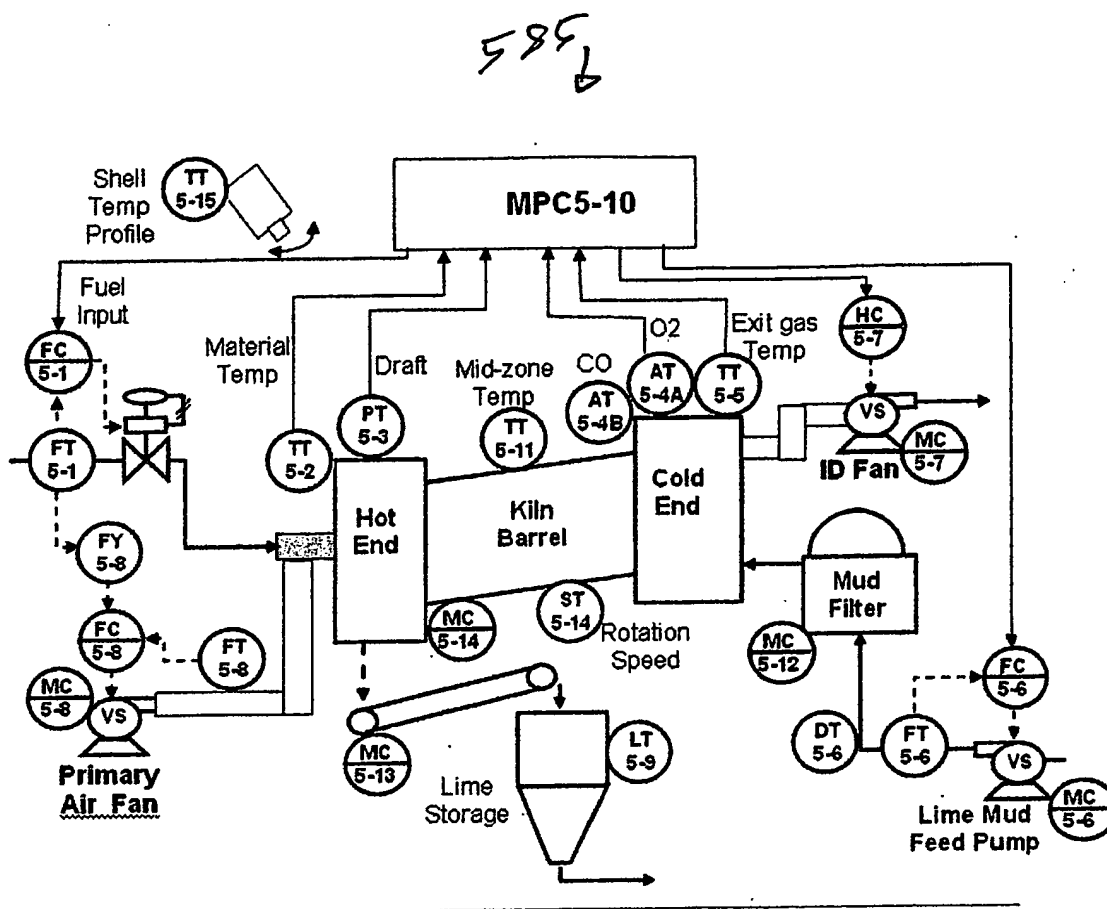 585b
MPC5-10
Shell
Temp
Profile
TT
5-15
Fuel
Input
FC
5-1
FT
5-1
Material
Temp
TT
5-2
Draft
PT
5-3
Mid-zone
Temp
TT
5-11
CO
AT
5-4B
O2
AT
5-4A
Exit gas
Temp
TT
5-5
HC
5-7
VS
MC
5-7
ID Fan
Hot
End
Kiln
Barrel
Cold
End
FY
5-8
FC
5-8
FT
5-8
MC
5-8
VS
Primary
Air Fan
MC
5-14
ST
5-14
Rotation
Speed
Mud
Filter
MC
5-12
MC
5-13
Lime
Storage
LT
5-9
DT
5-6
FT
5-6
FC
5-6
VS
MC
5-6
Lime Mud
Feed Pump